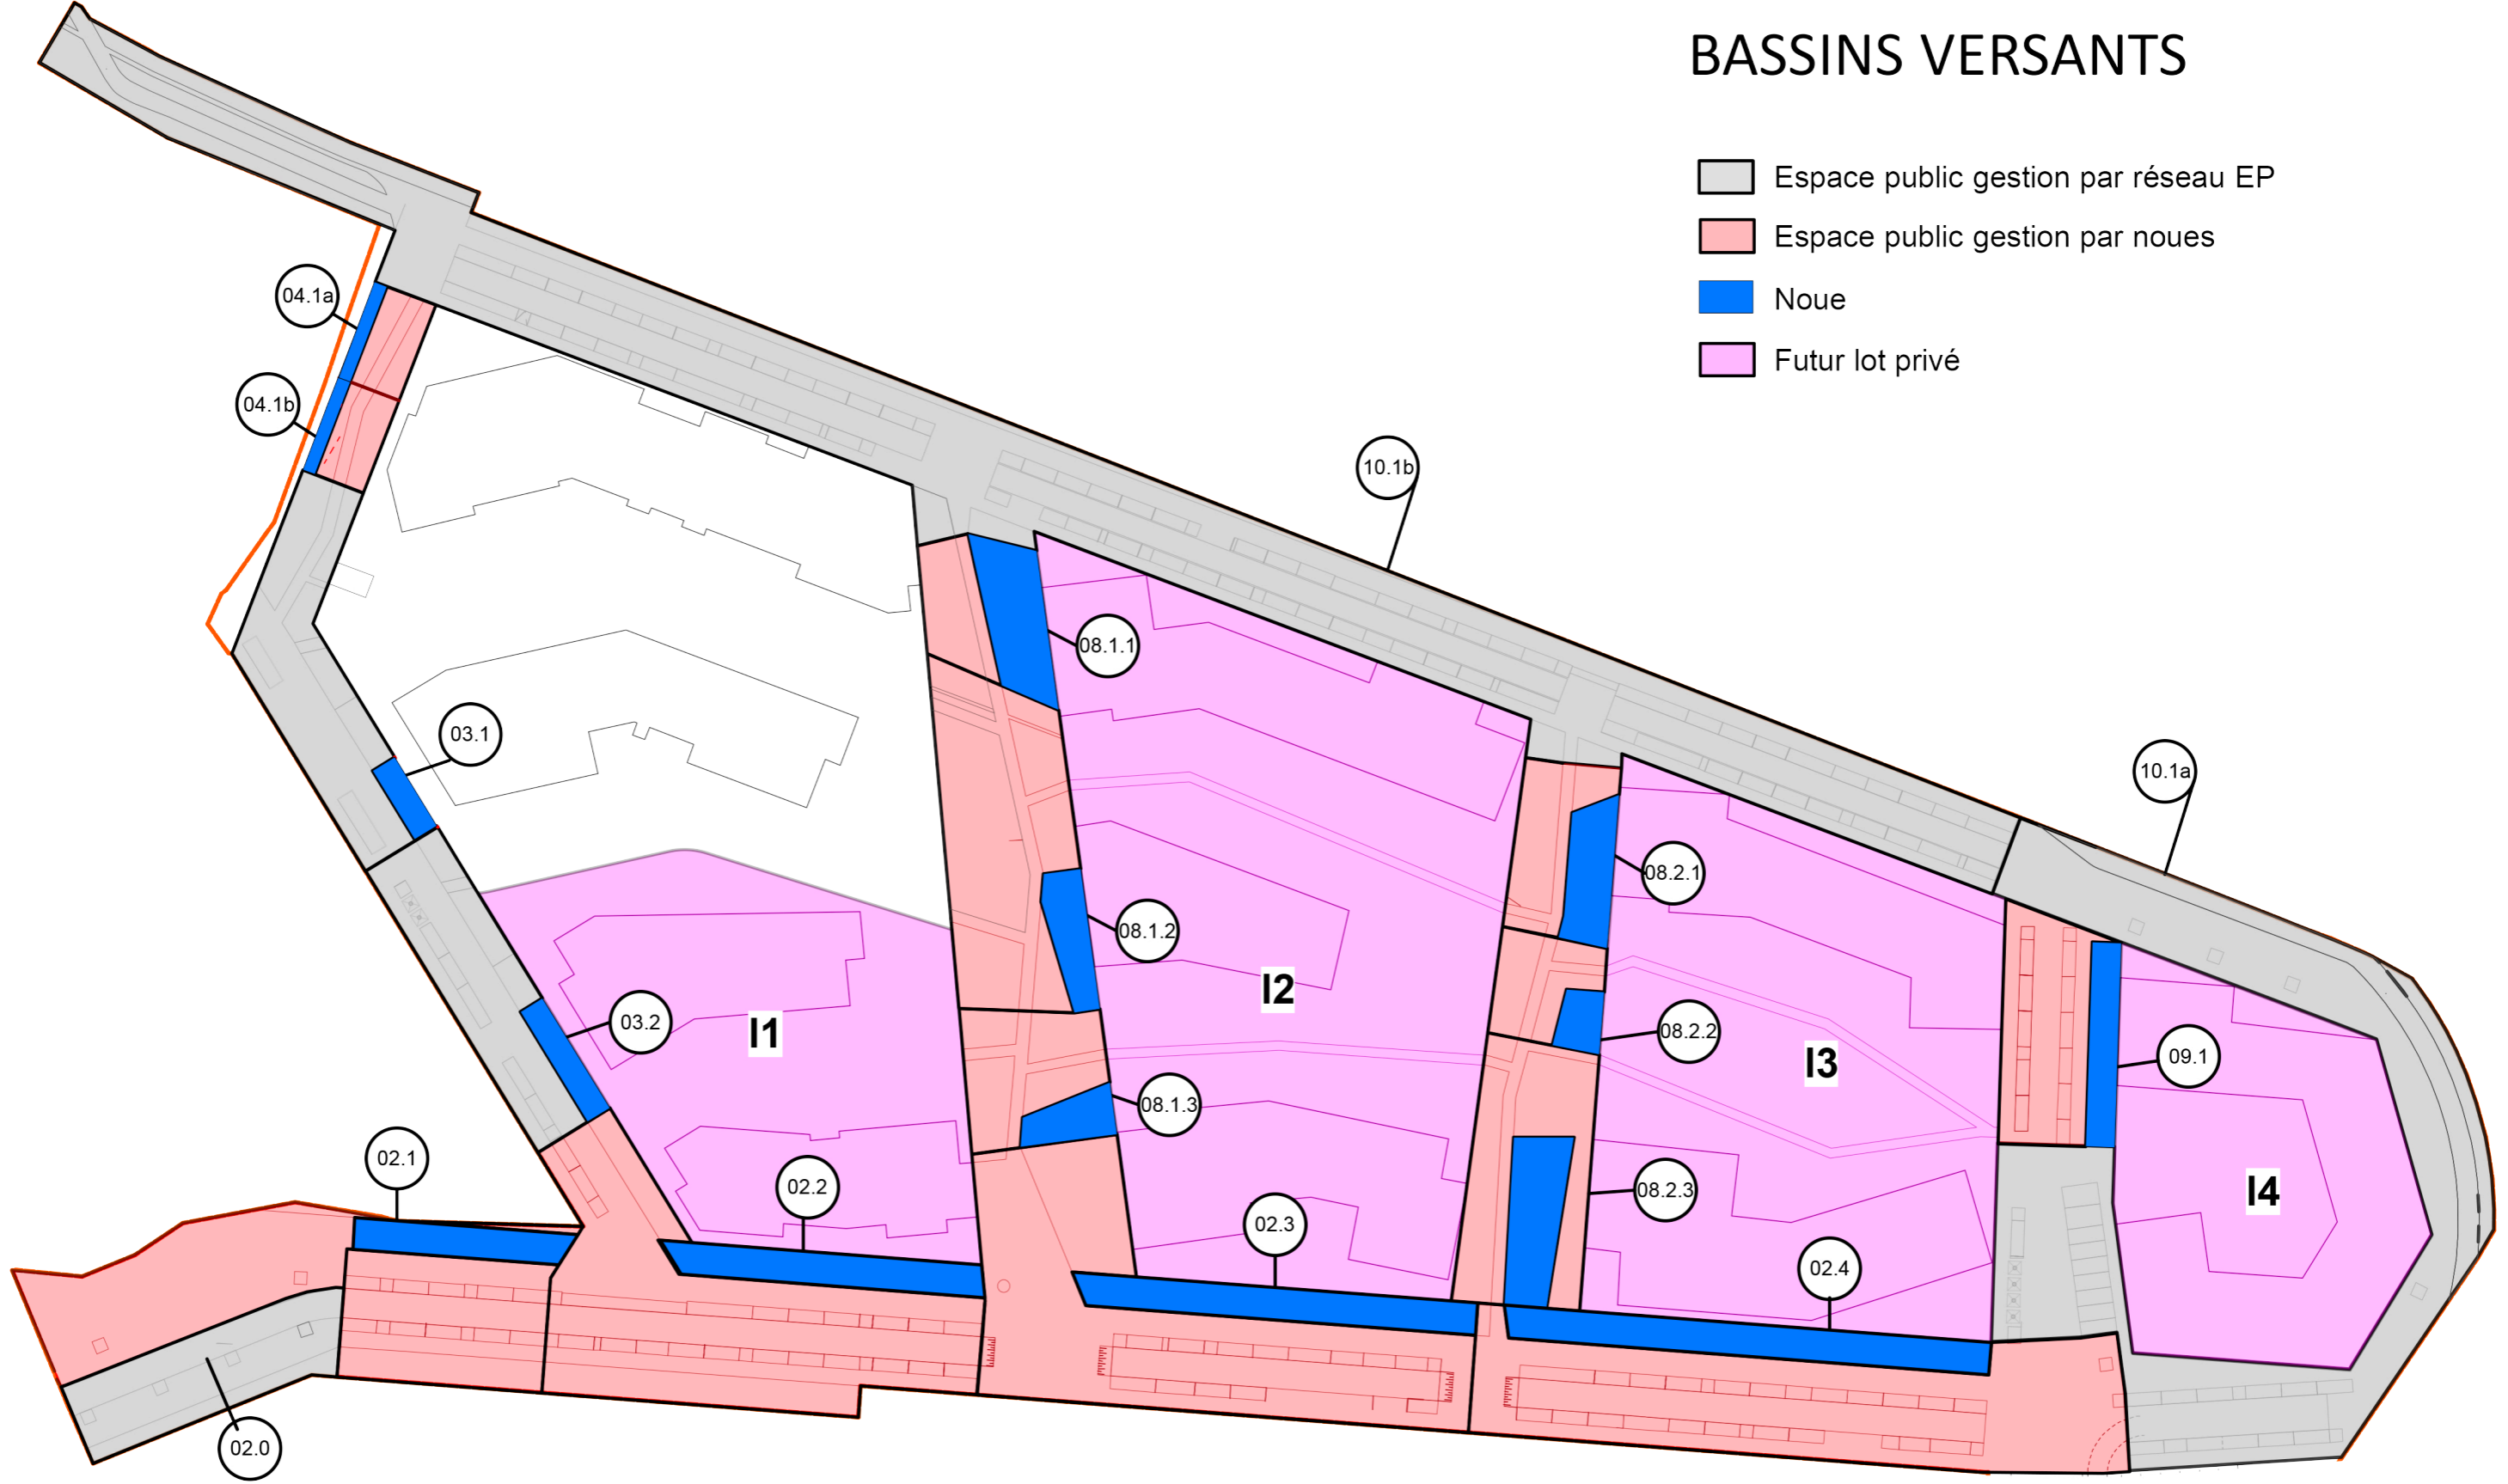 BASSINS VERSANTS
Espace public gestion par réseau EP
Espace public gestion par noues
Noue
Futur lot privé
04.1a
04.1b
10.1b
08.1.1
03.1
10.1a
08.2.1
08.1.2
I2
03.2
I1
08.2.2
I3
09.1
08.1.3
02.1
02.2
08.2.3
I4
02.3
02.4
02.0